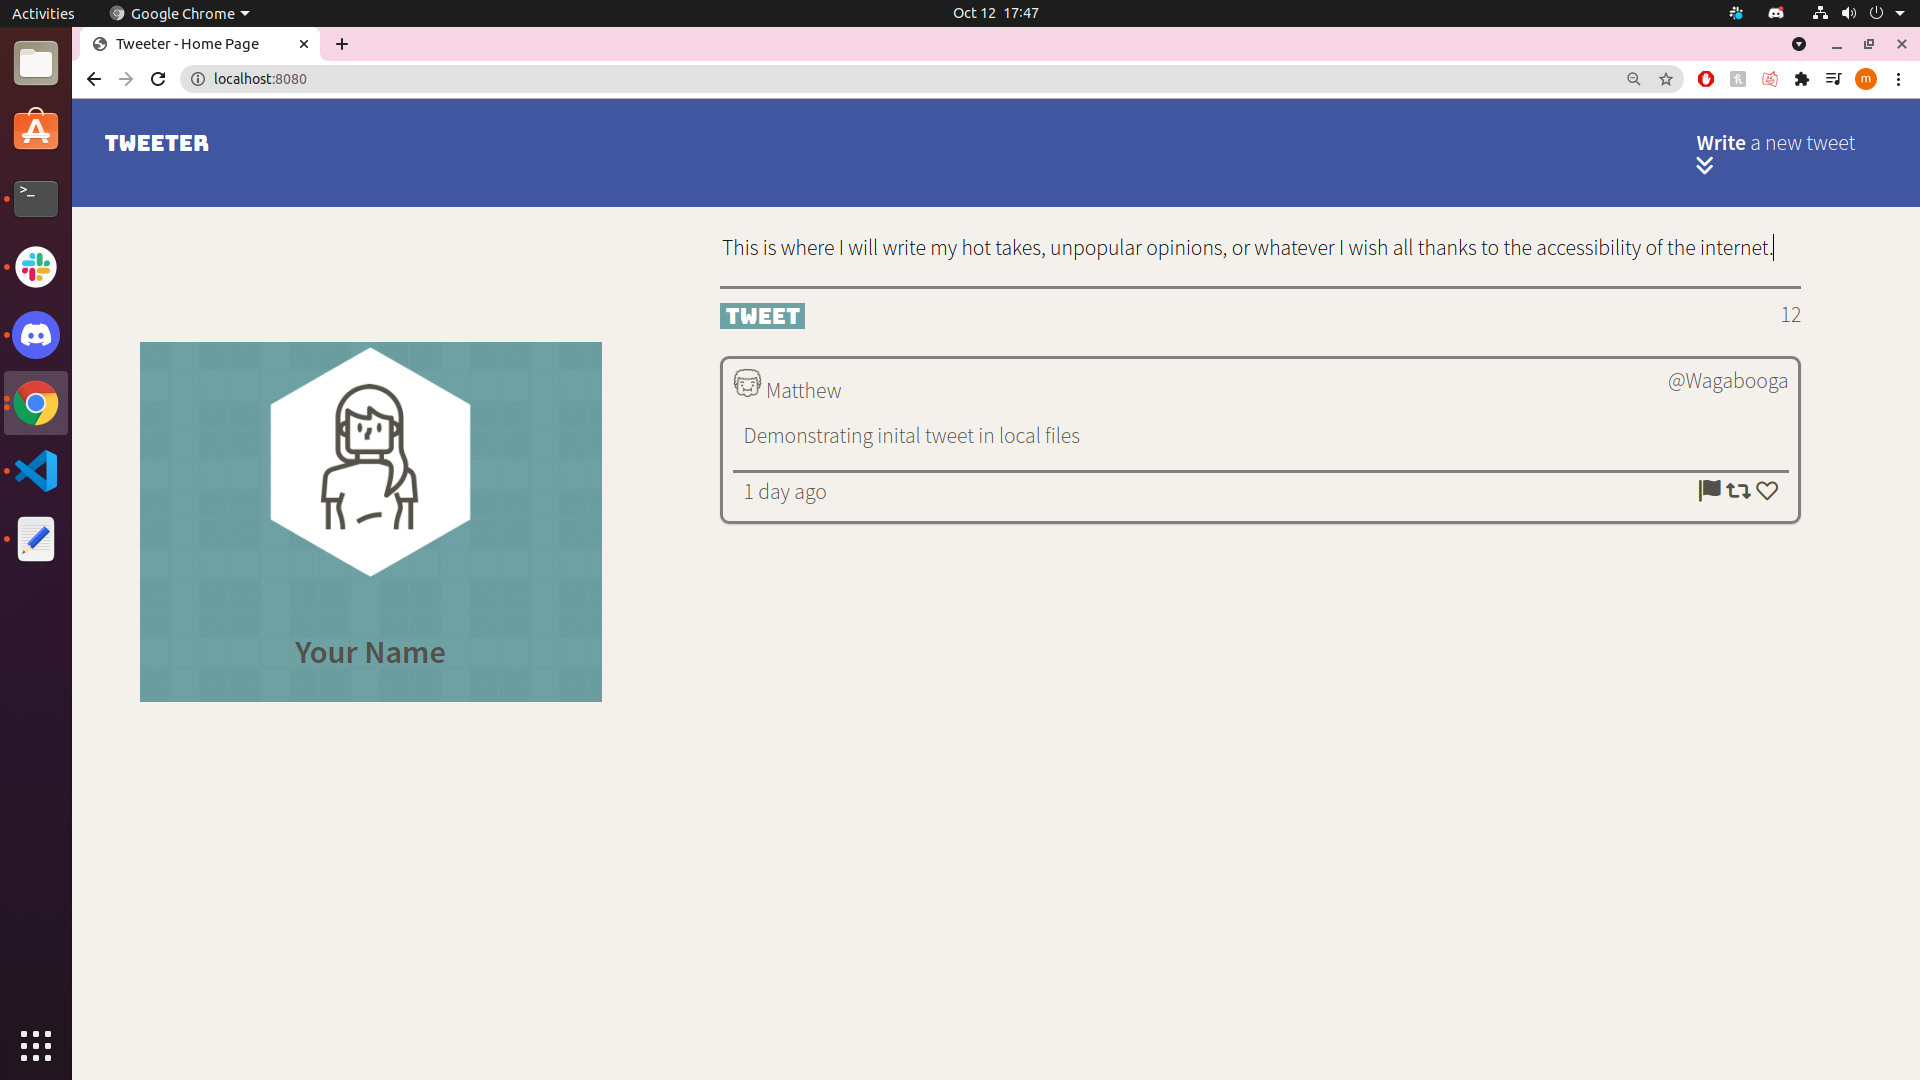 Activities
Google Chrome
Oct 12 17:47
Tweeter - Home Page
localhost:8080
m
TWEETER
Write a new tweet
This is where I will write my hot takes, unpopular opinions, or whatever I wish all thanks to the accessibility of the internet.
TWEET
12
Matthew
@Wagabooga
Demonstrating inital tweet in local files
1 day ago
Your Name